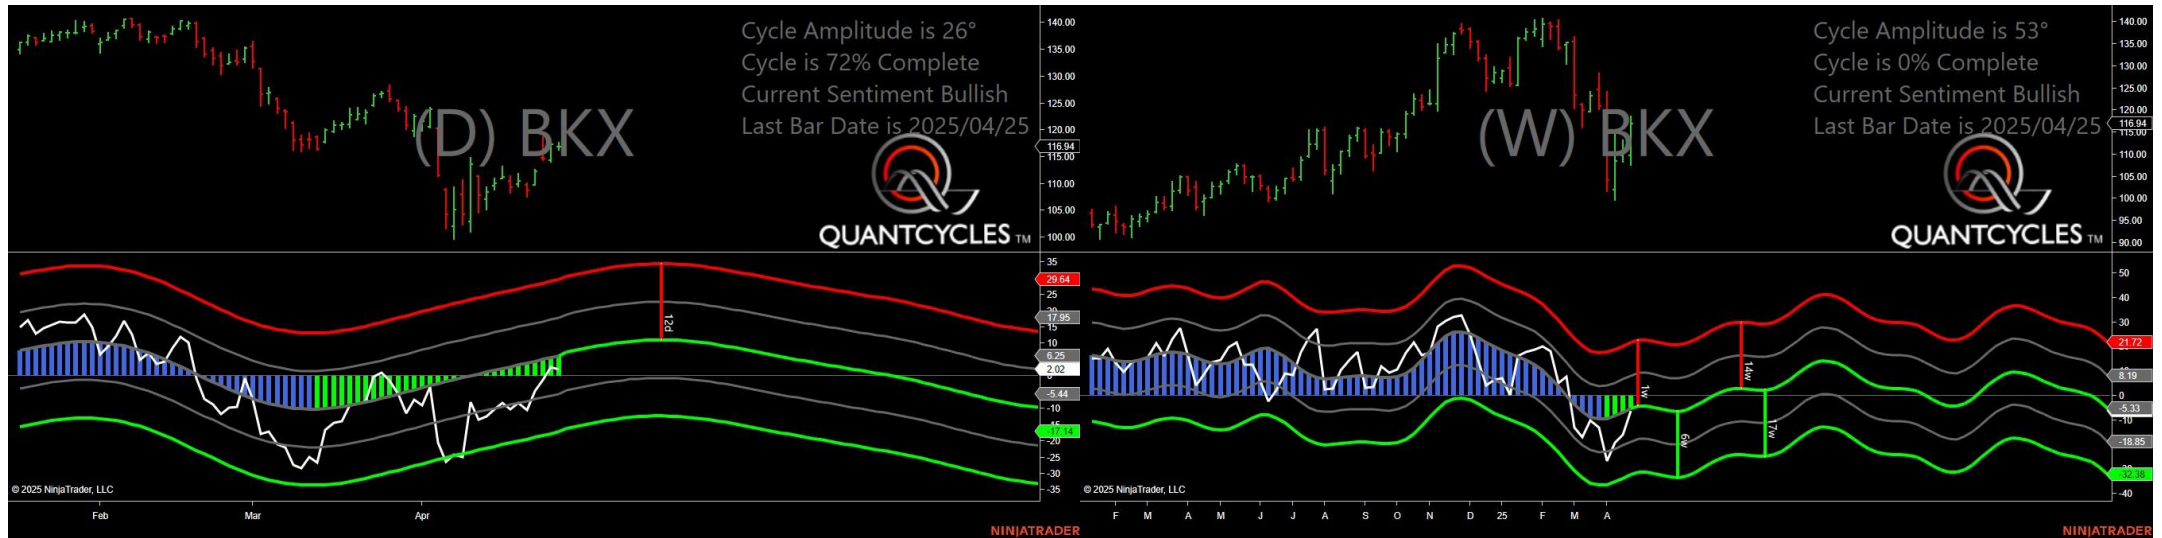 Cycle Amplitude is 26°
Cycle is 72% Complete
Current Sentiment Bullish
Last Bar Date is 2025/04/25
(D) BKX
QUANTCYCLES TM
140.00
135.00
130.00
125.00
120.00
116.94
115.00
110.00
105.00
100.00
35
29.64
25
17.95
15
10
6.25
2.02
-5.44
-10
-17.14
-20
-25
-30
-35
12d
© 2025 NinjaTrader, LLC
Feb Mar Apr
NINJATRADER
Cycle Amplitude is 53°
Cycle is 0% Complete
Current Sentiment Bullish
Last Bar Date is 2025/04/25
(W) BKX
QUANTCYCLES TM
140.00
135.00
130.00
125.00
120.00
116.94
115.00
110.00
105.00
100.00
95.00
90.00
50
40
30
21.72
8.19
0
-5.33
-10
-18.85
-32.38
-40
1w
6w
14w
17w
© 2025 NinjaTrader, LLC
F M A M J J A S O N D 25 F M A
NINJATRADER